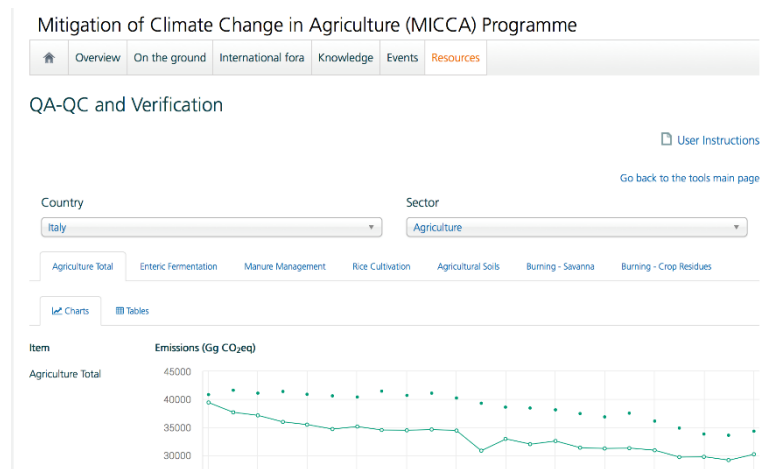 Mitigation of Climate Change in Agriculture (MICCA) Programme
Overview On the ground International fora Knowledge Events Resources
QA-QC and Verification
User Instructions
Go back to the tools main page
Country Sector
Italy Agriculture
Agriculture Total Enteric Fermentation Manure Management Rice Cultivation Agricultural Soils Burning - Savanna Burning - Crop Residues
Charts Tables
Item Emissions (Gg CO₂eq)
Agriculture Total
45000
40000
35000
30000